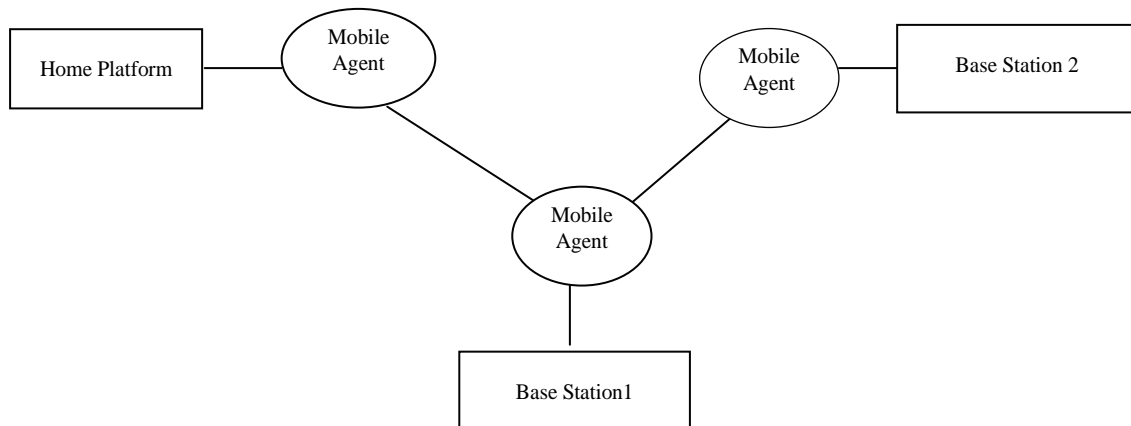 Home Platform
Mobile
Agent
Mobile
Agent
Base Station 2
Mobile
Agent
Base Station1